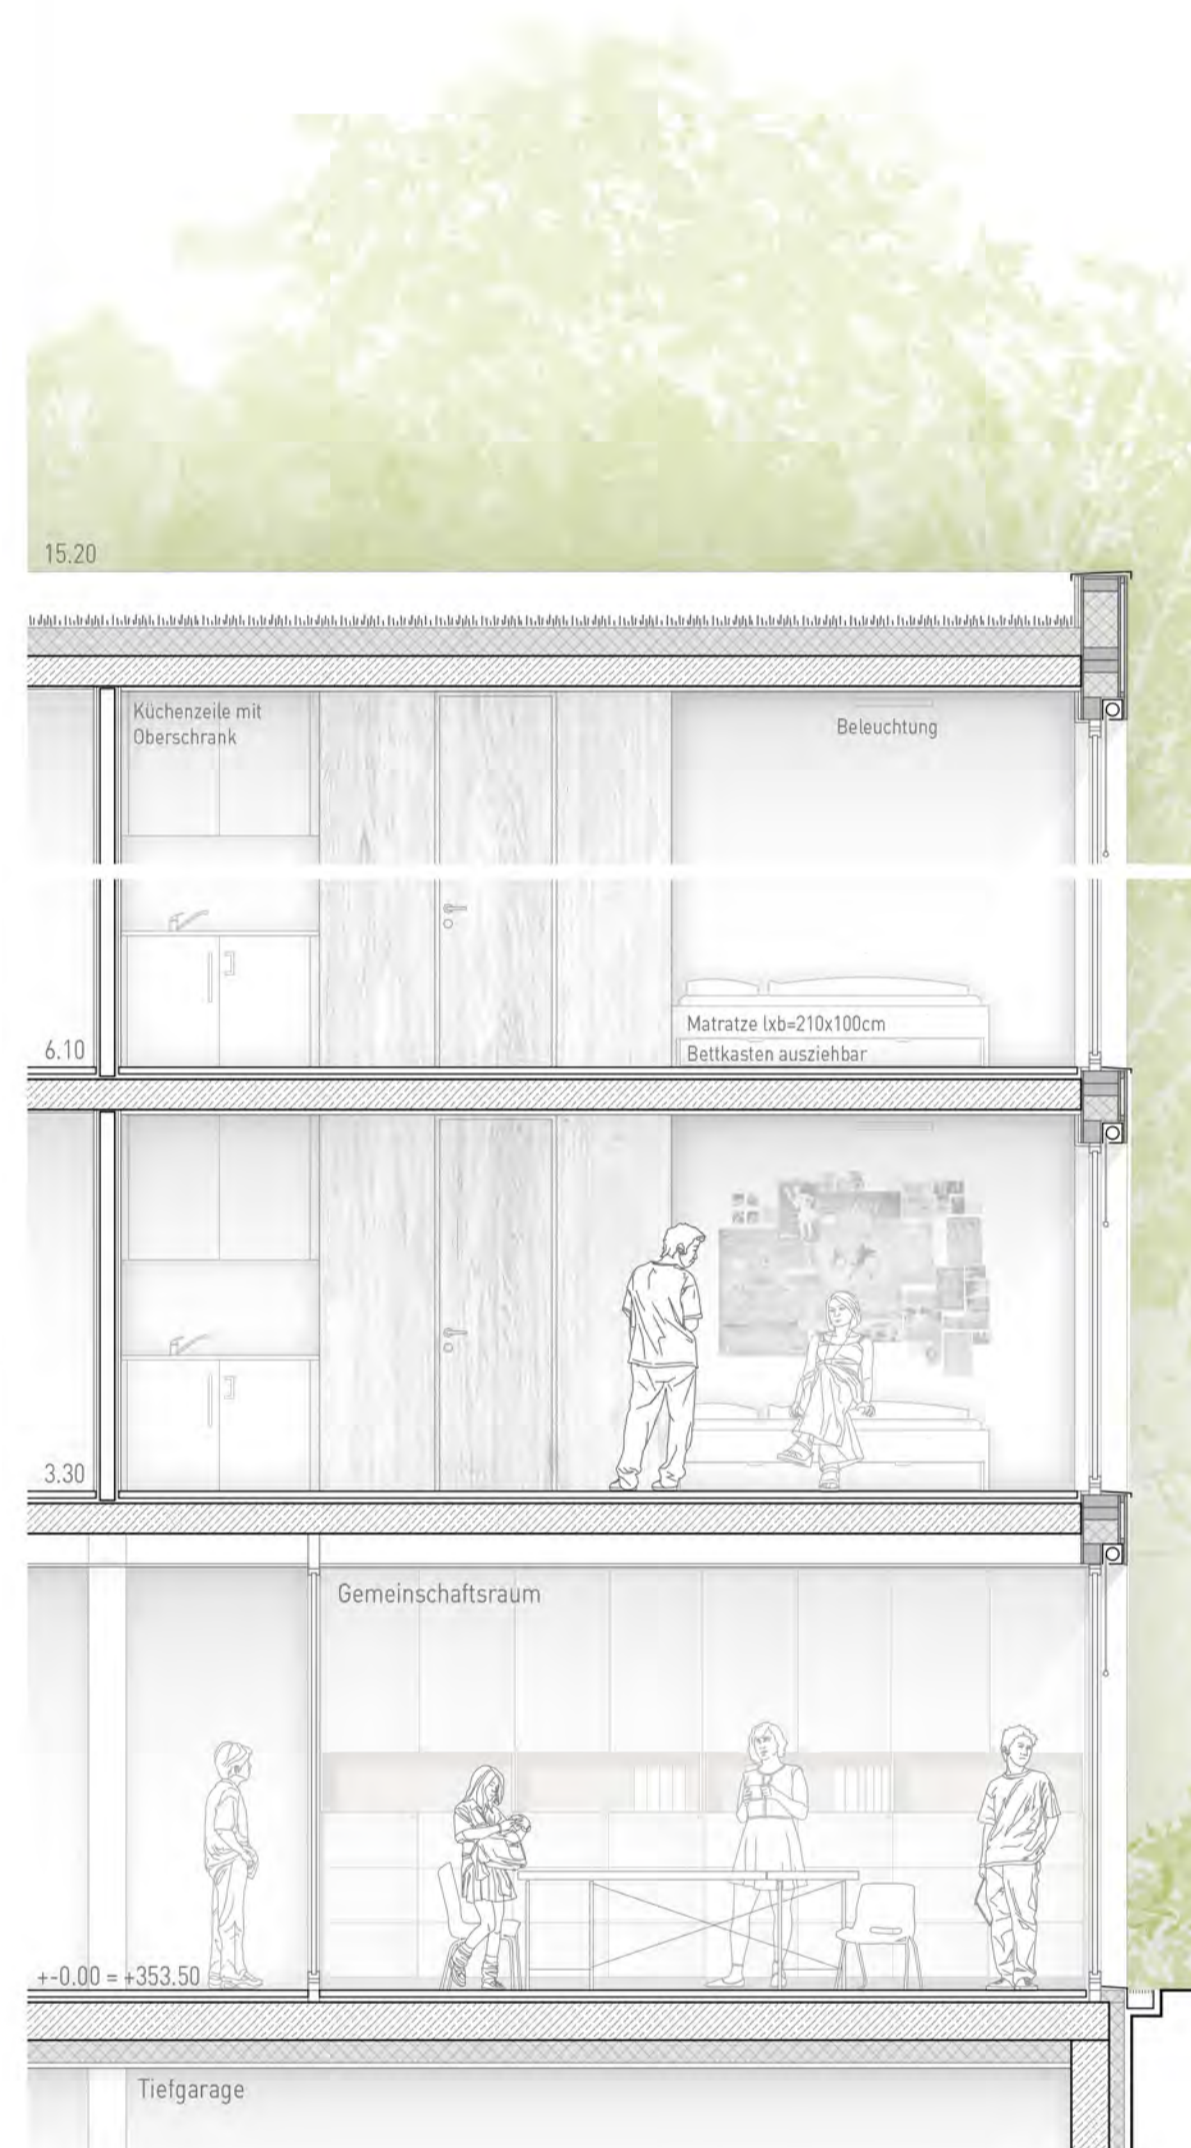 15.20
Küchenzeile mit
Oberschrank
Beleuchtung
Matratze lxb=210x100cm
6.10
Bettkasten ausziehbar
3.30
Gemeinschaftsraum
+-0.00 = +353.50
Tiefgarage